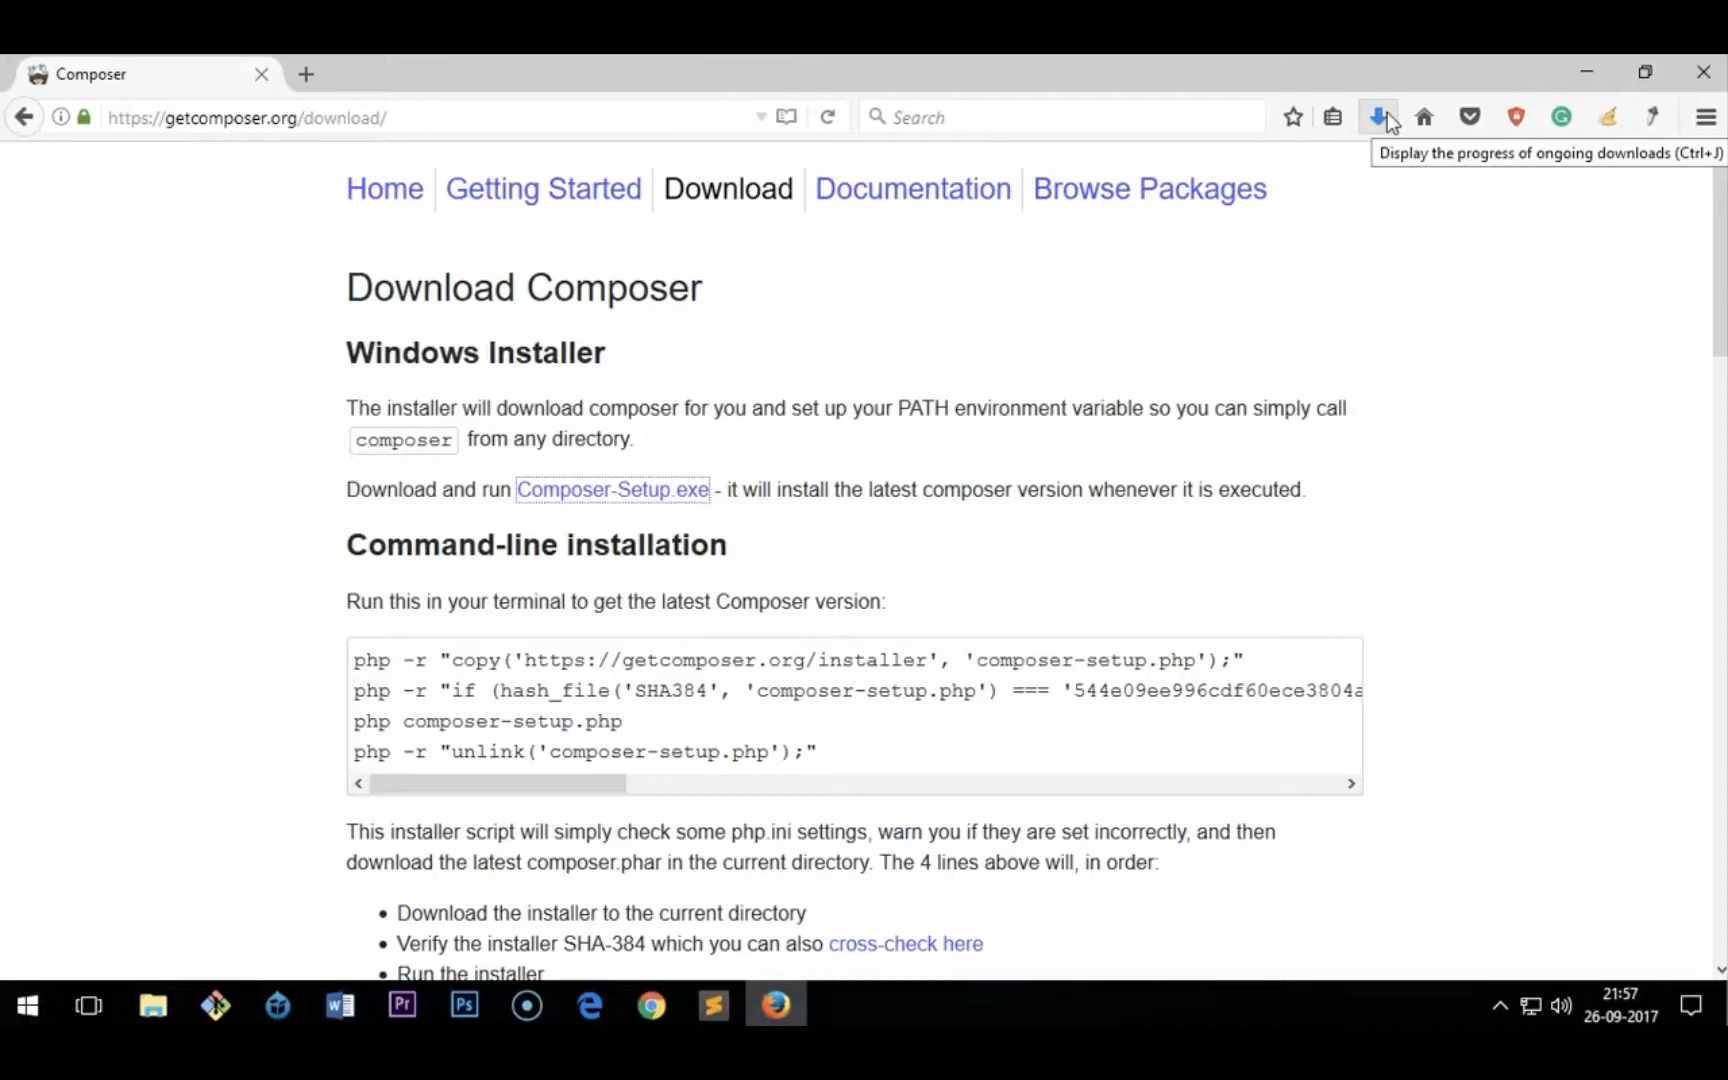 Composer
https://getcomposer.org/download/
Search
Display the progress of ongoing downloads (Ctrl+J)
Home
Getting Started
Download
Documentation
Browse Packages
Download Composer
Windows Installer
The installer will download composer for you and set up your PATH environment variable so you can simply call
composer from any directory.
Download and run Composer-Setup.exe - it will install the latest composer version whenever it is executed.
Command-line installation
Run this in your terminal to get the latest Composer version:
php -r "copy('https://getcomposer.org/installer', 'composer-setup.php');"
php -r "if (hash_file('SHA384', 'composer-setup.php') === '544e09ee996cdf60ece3804a
php composer-setup.php
php -r "unlink('composer-setup.php');"
This installer script will simply check some php.ini settings, warn you if they are set incorrectly, and then
download the latest composer.phar in the current directory. The 4 lines above will, in order:
• Download the installer to the current directory
• Verify the installer SHA-384 which you can also cross-check here
• Run the installer
Pr
Ps
21:57
26-09-2017